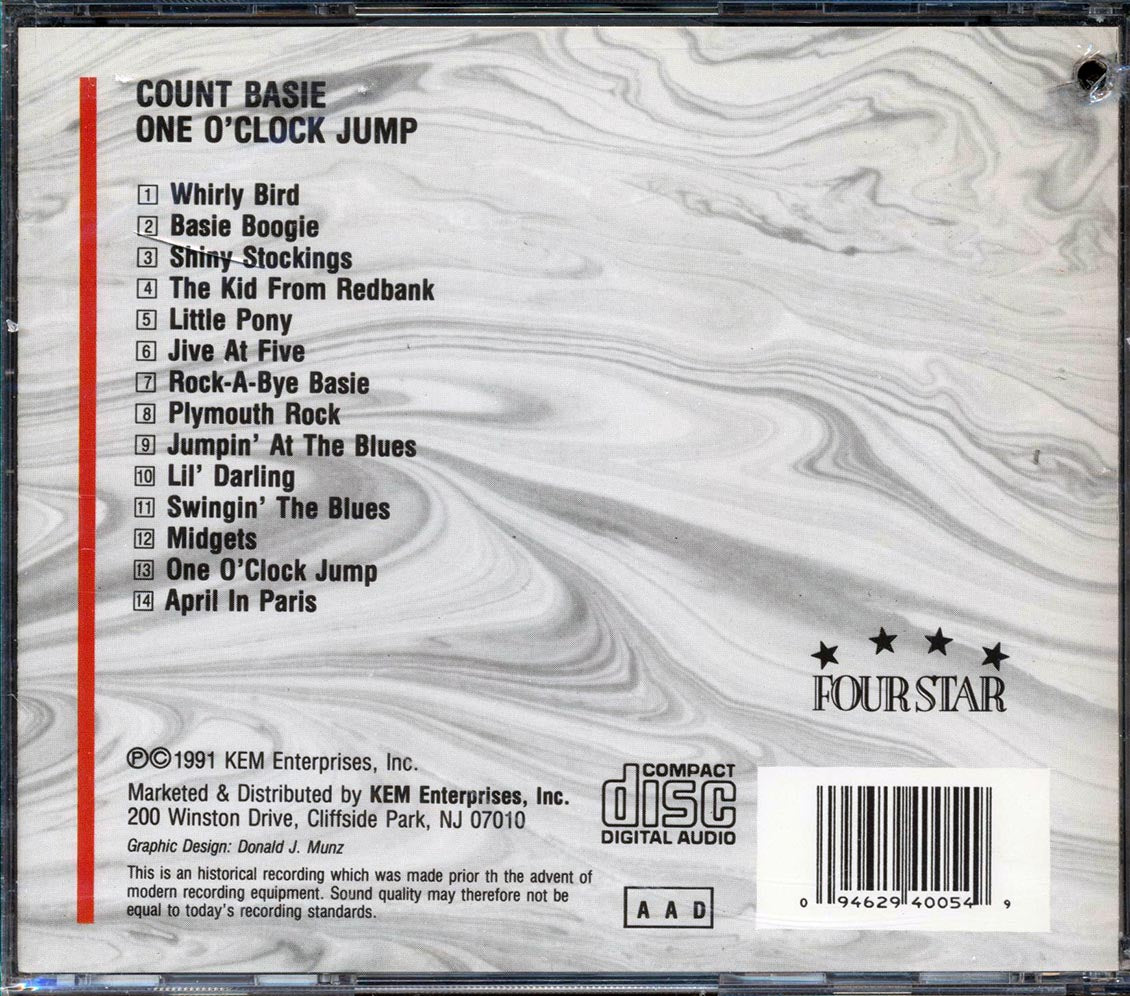 COUNT BASIE
ONE O'CLOCK JUMP
1 Whirly Bird
2 Basie Boogie
3 Shiny Stockings
4 The Kid From Redbank
5 Little Pony
6 Jive At Five
7 Rock-A-Bye Basie
8 Plymouth Rock
9 Jumpin' At The Blues
10 Lil' Darling
11 Swingin' The Blues
12 Midgets
13 One O'Clock Jump
14 April In Paris
FOUR STAR
℗©1991 KEM Enterprises, Inc.
Marketed & Distributed by KEM Enterprises, Inc.
200 Winston Drive, Cliffside Park, NJ 07010
Graphic Design: Donald J. Munz
This is an historical recording which was made prior th the advent of
modern recording equipment. Sound quality may therefore not be
equal to today's recording standards.
COMPACT
disc
DIGITAL AUDIO
A A D
0 94629 40054 9